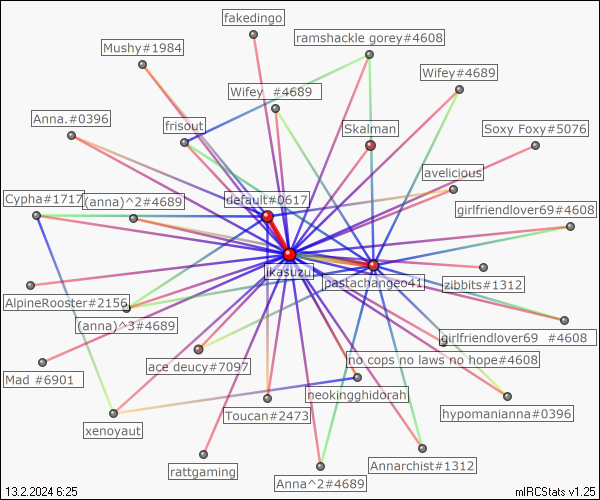 fakedingo
ramshackle gorey#4608
Mushy#1984
Wifey#4689
Wifey  #4689
Anna.#0396
frisout
Skalman
Soxy Foxy#5076
avelicious
Cypha#1717
(anna)^2#4689
default#0617
girlfriendlover69#4608
ikasuzu
pastachangeo41
zibbits#1312
AlpineRooster#2156
(anna)^3#4689
girlfriendlover69  #4608
ace deucy#7097
no cops no laws no hope#4608
Mad #6901
neokingghidorah
Toucan#2473
hypomanianna#0396
xenoyaut
rattgaming
Annarchist#1312
Anna^2#4689
13.2.2024 6:25
mIRCStats v1.25